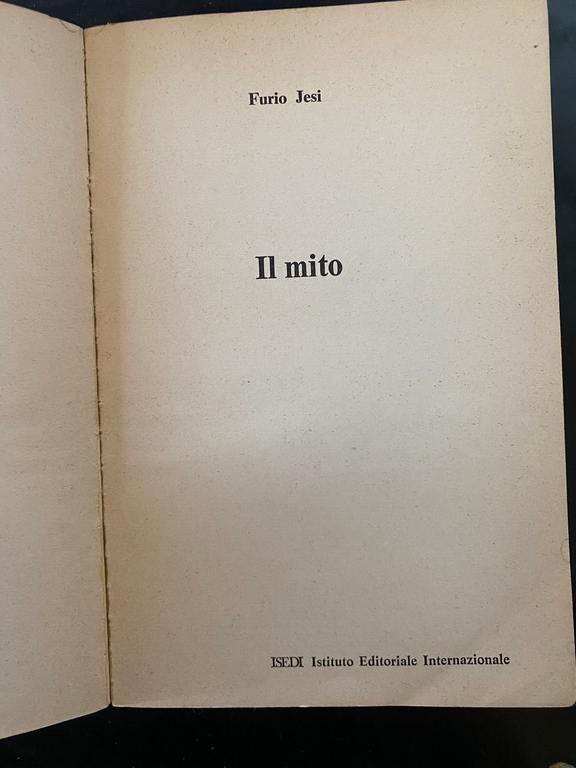 Furio Jesi
Il mito
ISEDI Istituto Editoriale Internazionale